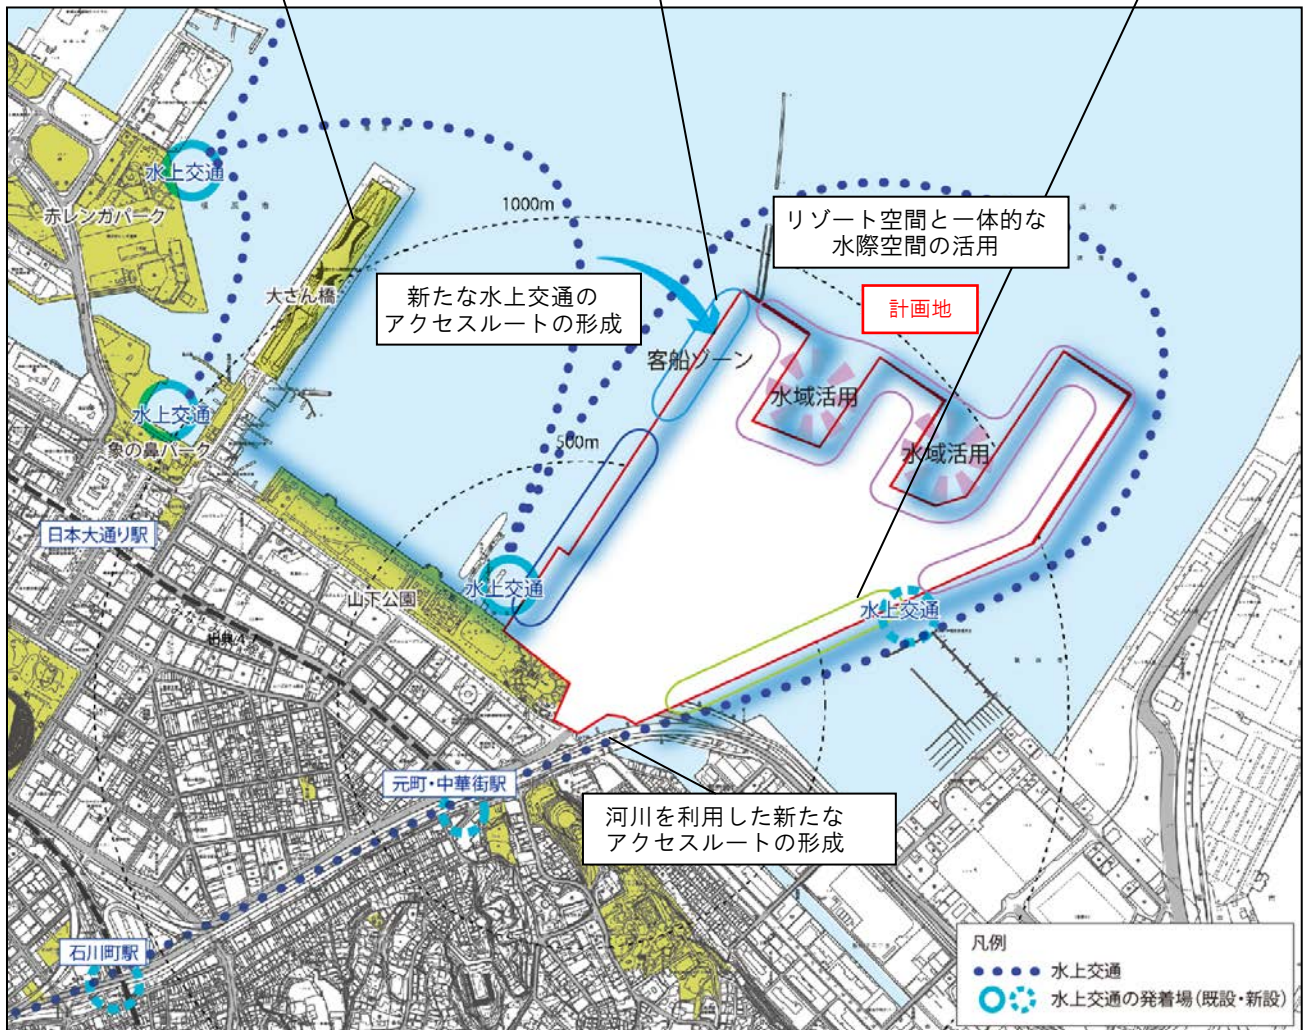 水上交通
赤レンガパーク
大さん橋
1000m
リゾート空間と一体的な
水際空間の活用
計画地
新たな水上交通の
アクセスルートの形成
客船ゾーン
水域活用
水域活用
500m
水上交通
象の鼻パーク
日本大通り駅
山下公園
水上交通
水上交通
元町・中華街駅
河川を利用した新たな
アクセスルートの形成
石川町駅
凡例
水上交通
水上交通の発着場(既設・新設)